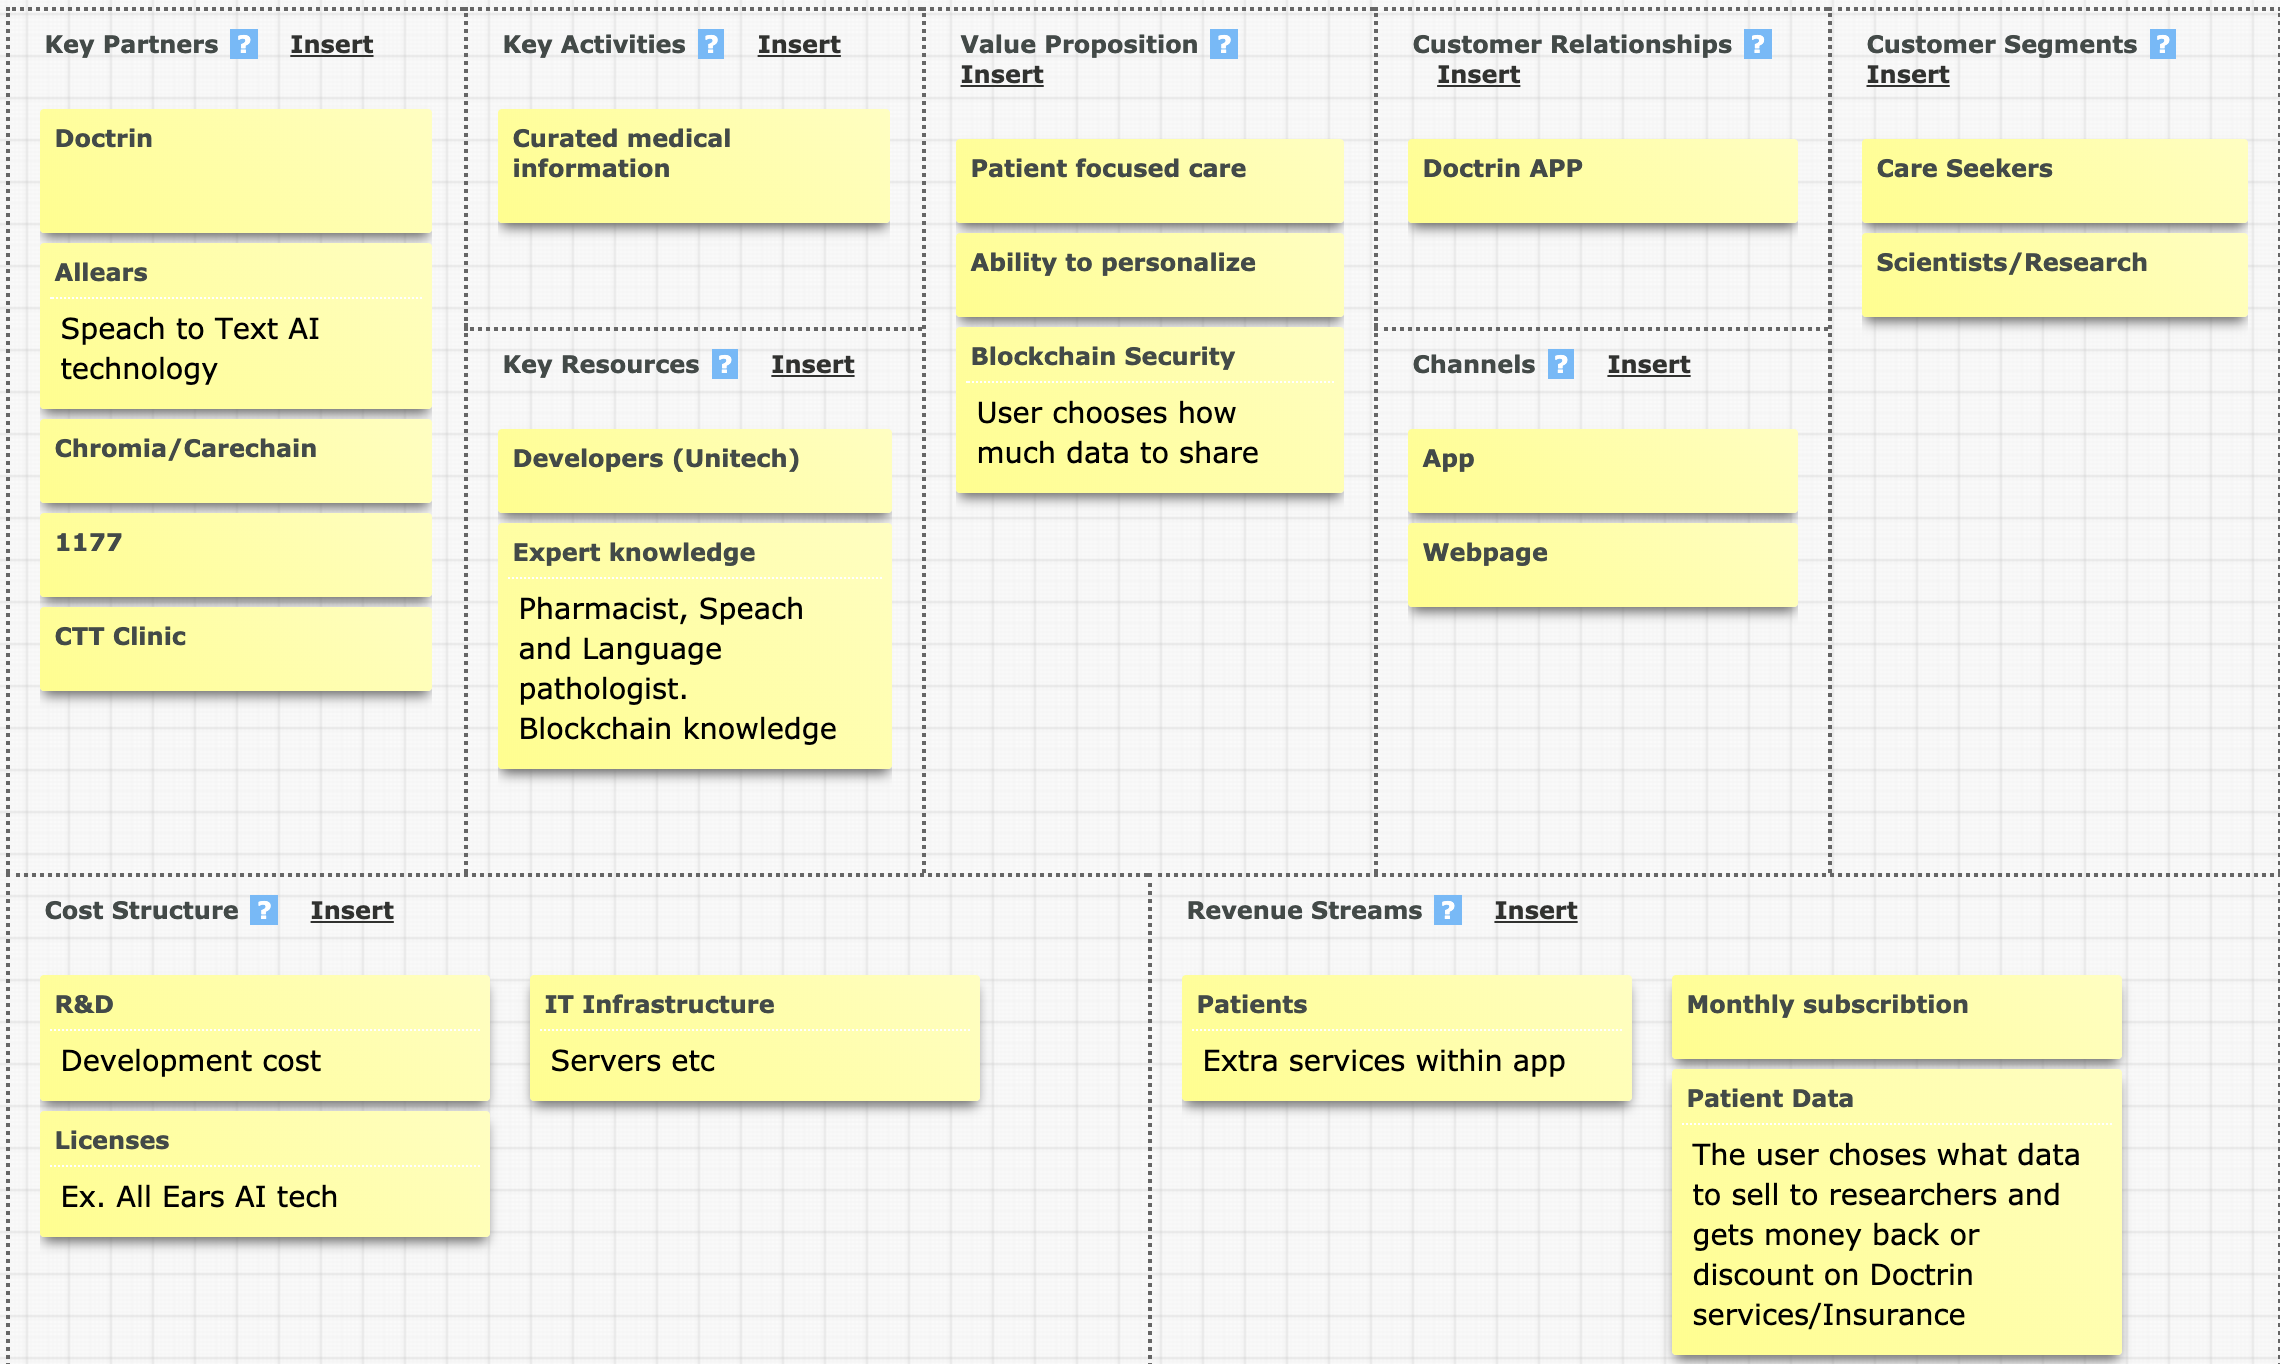 Key Partners ? Insert
Doctrin
Allears
Speach to Text AI
technology
Chromia/Carechain
1177
CTT Clinic
Key Activities ? Insert
Curated medical
information
Key Resources ? Insert
Developers (Unitech)
Expert knowledge
Pharmacist, Speach
and Language
pathologist.
Blockchain knowledge
Value Proposition ?
Insert
Patient focused care
Ability to personalize
Blockchain Security
User chooses how
much data to share
Customer Relationships ?
Insert
Doctrin APP
Channels ? Insert
App
Webpage
Customer Segments ?
Insert
Care Seekers
Scientists/Research
Cost Structure ? Insert
R&D
Development cost
Licenses
Ex. All Ears AI tech
IT Infrastructure
Servers etc
Revenue Streams ? Insert
Patients
Extra services within app
Monthly subscribtion
Patient Data
The user choses what data
to sell to researchers and
gets money back or
discount on Doctrin
services/Insurance